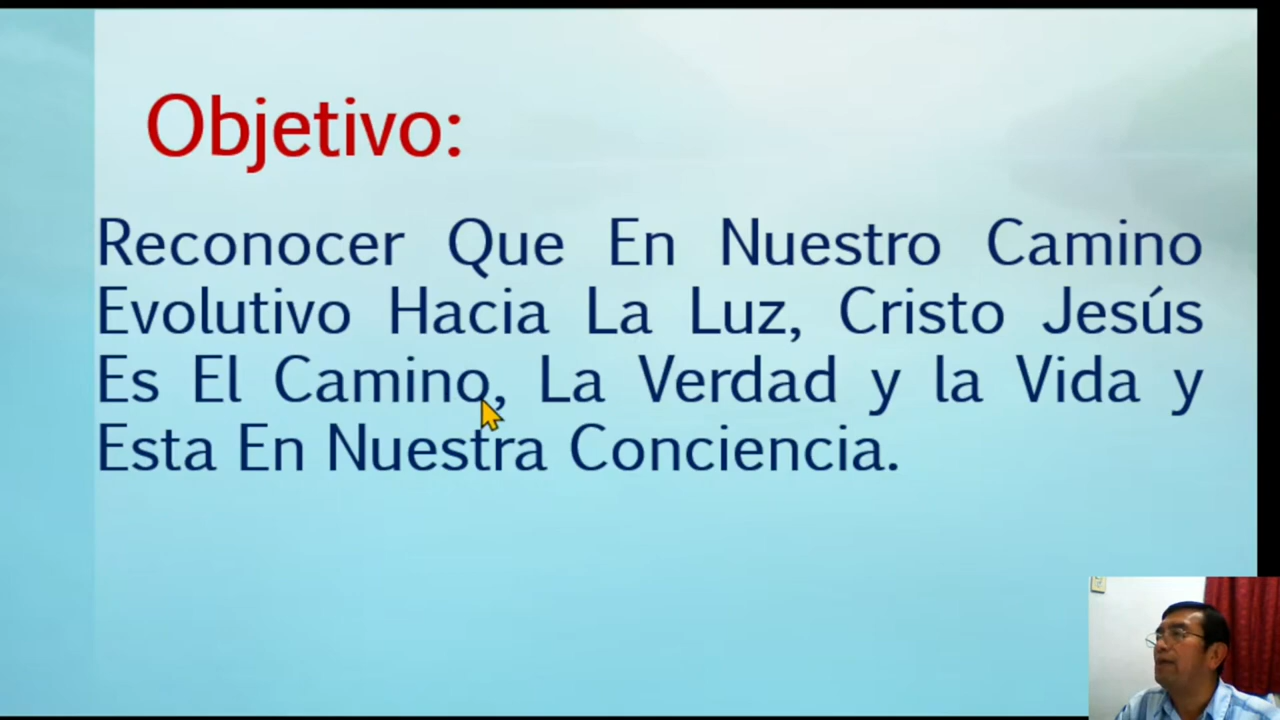 Objetivo:
Reconocer Que En Nuestro Camino
Evolutivo Hacia La Luz, Cristo Jesús
Es El Camino, La Verdad y la Vida y
Esta En Nuestra Conciencia.